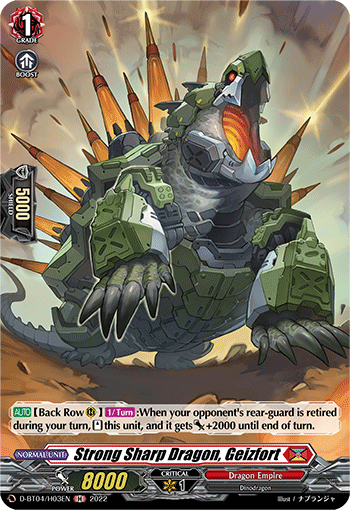 1
GRADE
BOOST
5000
SHIELD
AUTO [Back Row] 1/Turn :When your opponent's rear-guard is retired
during your turn, this unit, and it gets +2000 until end of turn.
NORMAL UNIT Strong Sharp Dragon, Geizfort
POWER 8000 CRITICAL 1 Dragon Empire
Dinodragon
D-BT04/H03EN H 2022 Illust / ナブランジャ